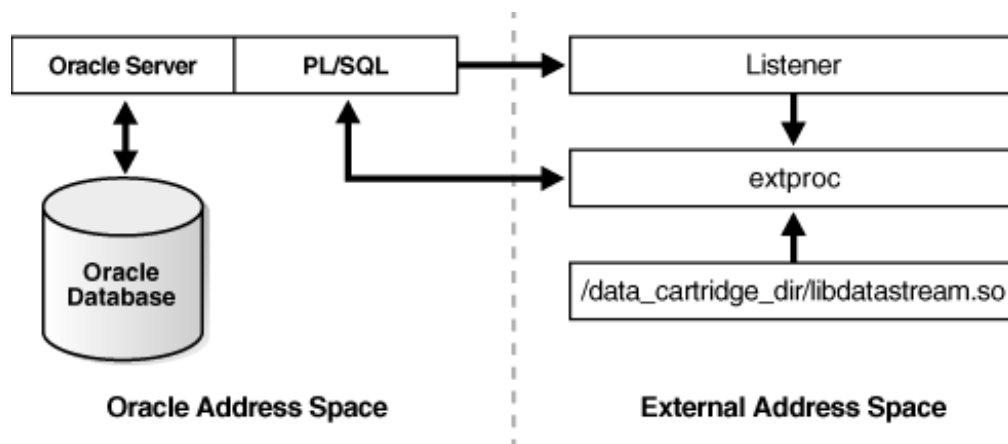 Oracle Server
PL/SQL
Listener
extproc
Oracle
Database
/data_cartridge_dir/libdatastream.so
Oracle Address Space
External Address Space